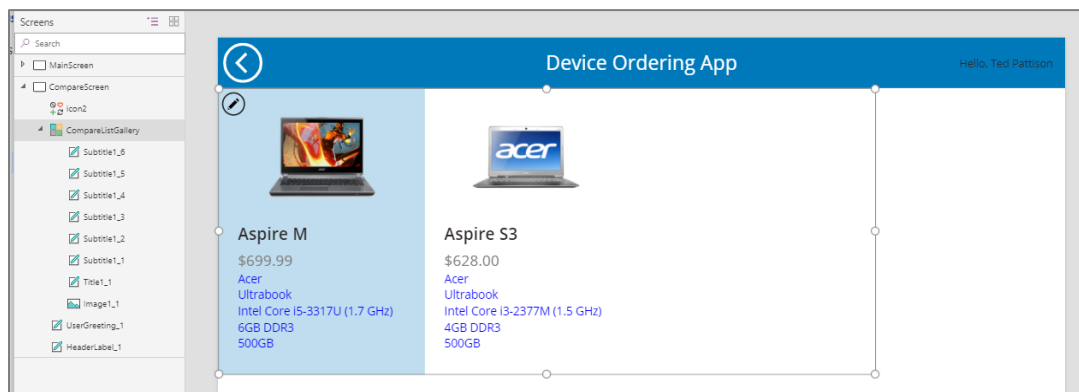 Screens
Search
MainScreen
CompareScreen
icon2
CompareListGallery
Subtitle1_6
Subtitle1_5
Subtitle1_4
Subtitle1_3
Subtitle1_2
Subtitle1_1
Title1_1
Image1_1
UserGreeting_1
HeaderLabel_1
Device Ordering App
Hello, Ted Pattison
acer
Aspire M
$699.99
Acer
Ultrabook
Intel Core i5-3317U (1.7 GHz)
6GB DDR3
500GB
Aspire S3
$628.00
Acer
Ultrabook
Intel Core i3-2377M (1.5 GHz)
4GB DDR3
500GB